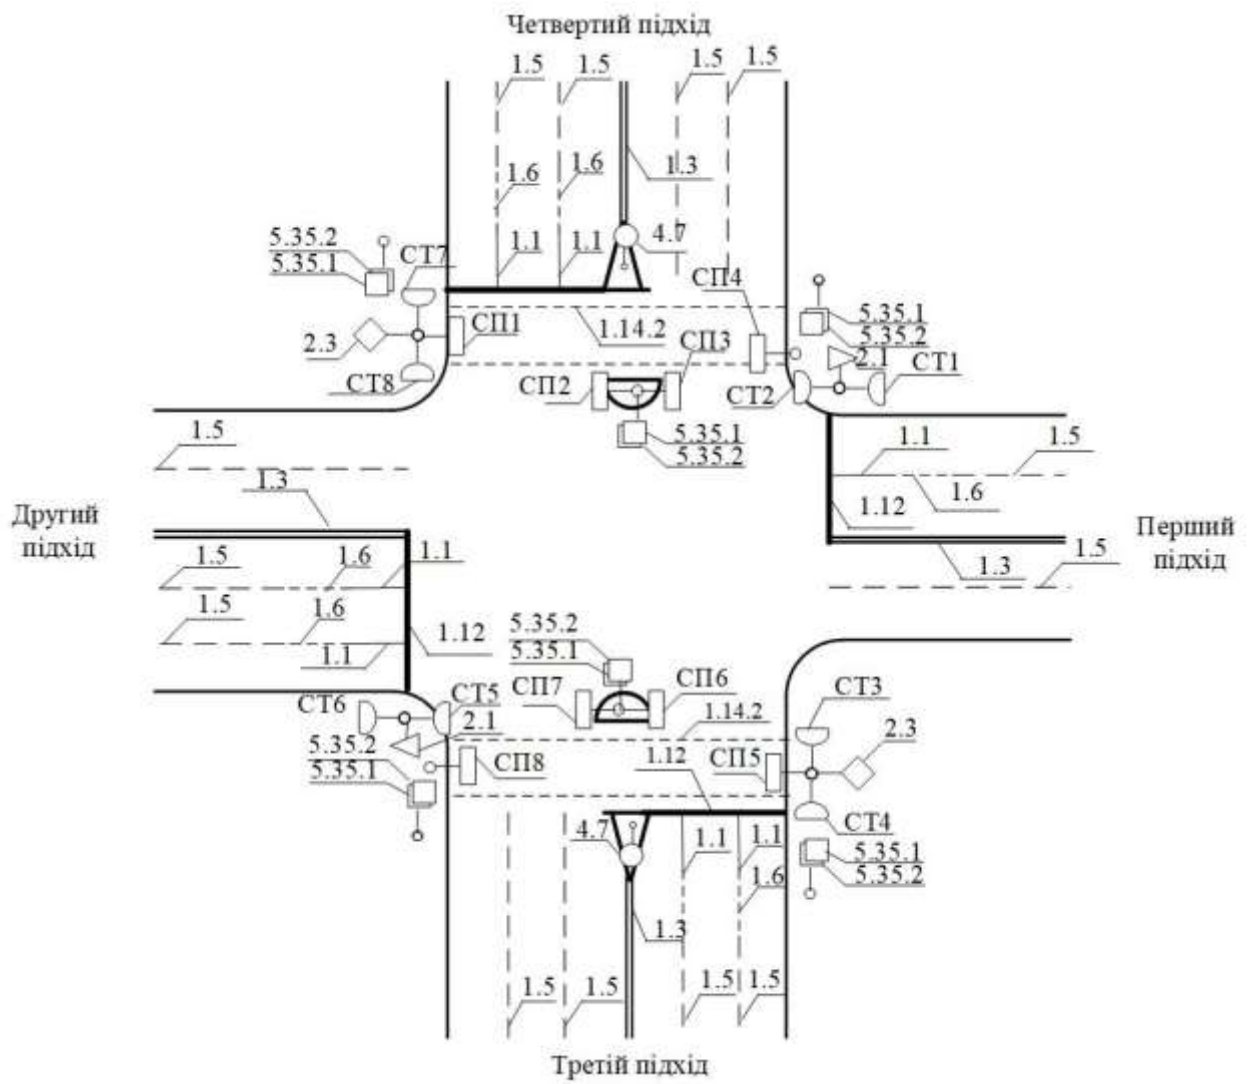 Четвертий підхід
1.5
1.5
1.5
1.5
1.6
1.6
1.3
5.35.2
5.35.1
СТ7
1.1
1.1
4.7
СП4
СП1
1.14.2
СП3
5.35.1
5.35.2
2.3
2.1
СТ1
СТ8
СП2
СТ2
5.35.1
5.35.2
1.5
1.1
1.5
1.3
1.6
1.12
Другий
підхід
Перший
підхід
1.5
1.6
1.1
1.3
1.5
1.5
1.6
1.12
1.1
5.35.2
5.35.1
СТ6
СТ5
СП7
СП6
СТ3
2.1
1.14.2
2.3
5.35.2
5.35.1
СП8
1.12
СП5
4.7
1.1
1.1
СТ4
5.35.1
5.35.2
1.6
1.3
1.5
1.5
1.5
1.5
Третій підхід